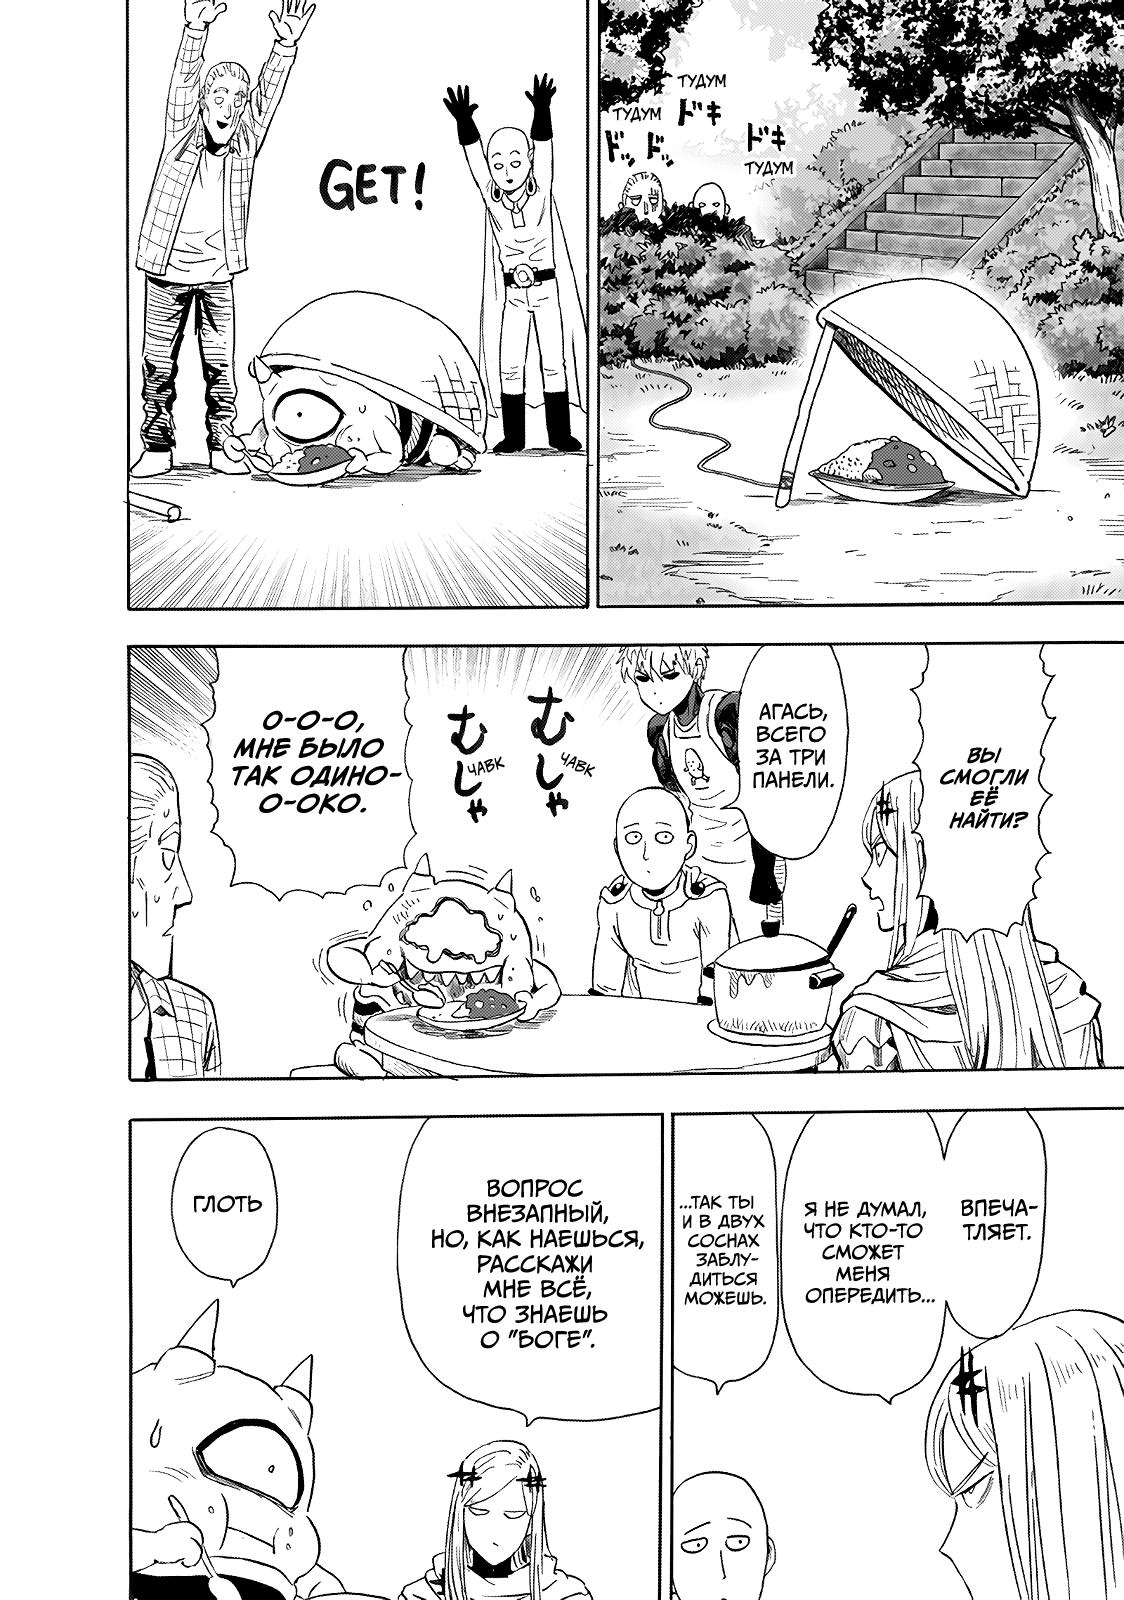 ТУДУМ
ドキ
ТУДУМ
ドッドッ
ドキ
ТУДУМ
GET!
ВЫ
СМОГЛИ
ЕЁ
НАЙТИ?
АГАСЬ,
ВСЕГО
ЗА ТРИ
ПАНЕЛИ.
むしゃ
ЧАВК
むしゃ
ЧАВК
О-О-О,
МНЕ БЫЛО
ТАК ОДИНО-
О-ОКО.
ВПЕЧА-
ТЛЯЕТ.
Я НЕ ДУМАЛ,
ЧТО КТО-ТО
СМОЖЕТ
МЕНЯ
ОПЕРЕДИТЬ...
...ТАК ТЫ
И В ДВУХ
СОСНАХ
ЗАБЛУ-
ДИТЬСЯ
МОЖЕШЬ.
ВОПРОС
ВНЕЗАПНЫЙ,
НО, КАК НАЕШЬСЯ,
РАССКАЖИ
МНЕ ВСЁ,
ЧТО ЗНАЕШЬ
О "БОГЕ".
ГЛОТЬ